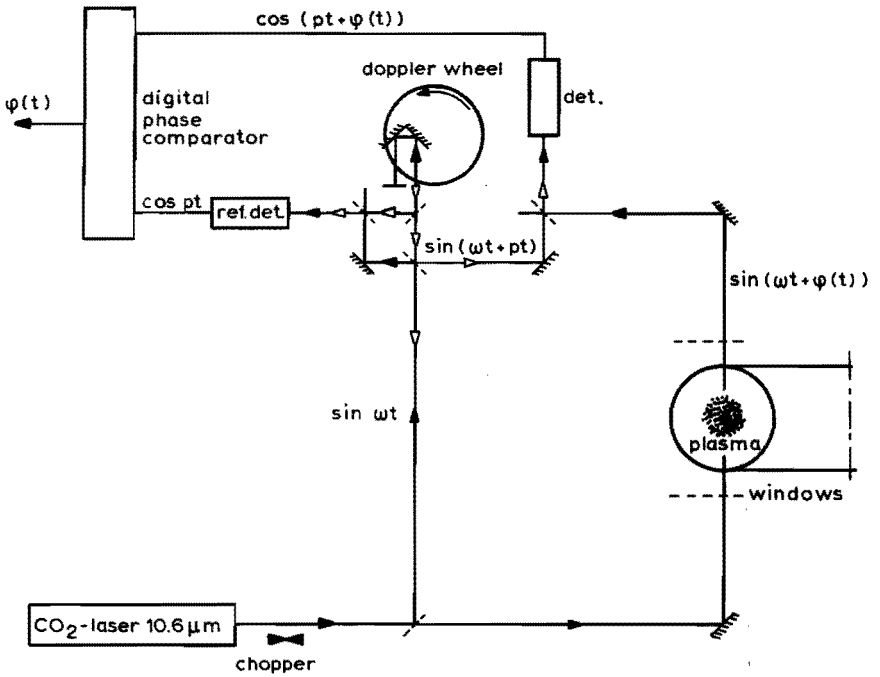 cos (pt+φ(t))
doppler wheel
φ(t)
digital
phase
comparator
det.
cos pt
ref.det.
sin(ωt+pt)
sin(ωt+φ(t))
sin ωt
plasma
windows
CO₂-laser 10.6 μm
chopper